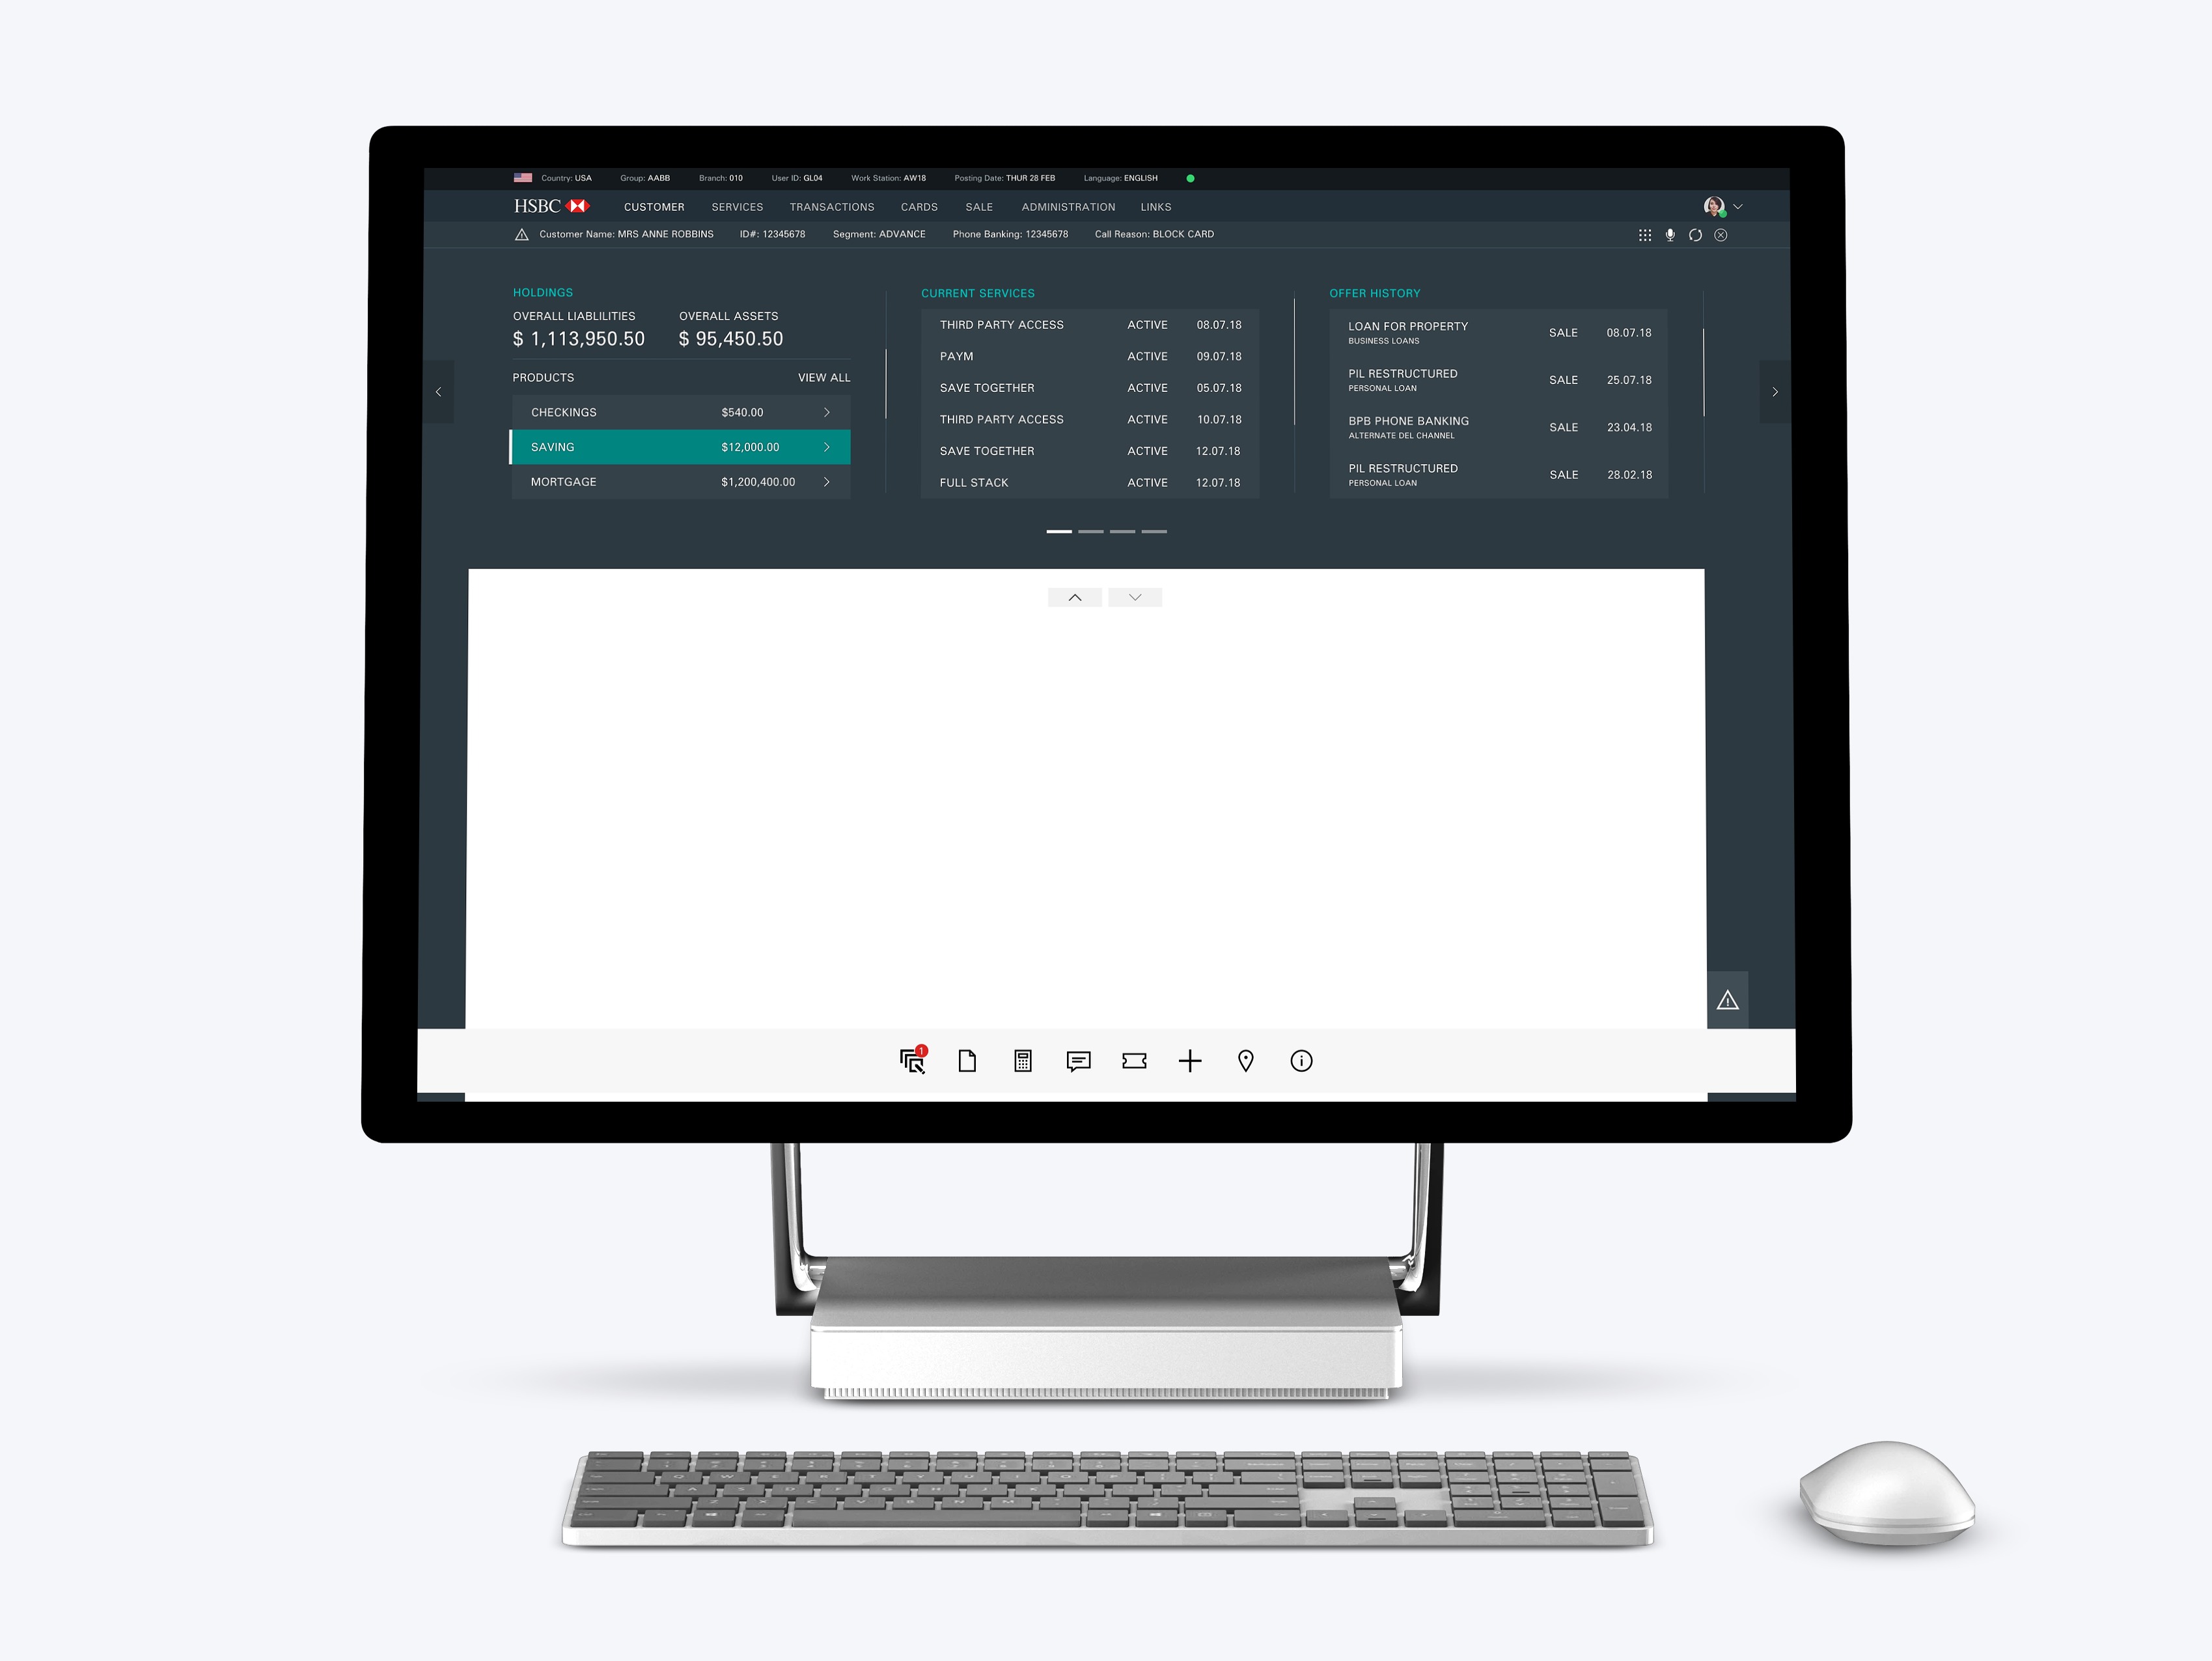 Country: USA Group: AABB Branch: 010 User ID: GL04 Work Station: AW18 Posting Date: THUR 28 FEB Language: ENGLISH
HSBC CUSTOMER SERVICES TRANSACTIONS CARDS SALE ADMINISTRATION LINKS
Customer Name: MRS ANNE ROBBINS ID#: 12345678 Segment: ADVANCE Phone Banking: 12345678 Call Reason: BLOCK CARD
HOLDINGS
OVERALL LIABLILITIES OVERALL ASSETS
$ 1,113,950.50 $ 95,450.50
PRODUCTS VIEW ALL
CHECKINGS $540.00
SAVING $12,000.00
MORTGAGE $1,200,400.00
CURRENT SERVICES
THIRD PARTY ACCESS ACTIVE 08.07.18
PAYM ACTIVE 09.07.18
SAVE TOGETHER ACTIVE 05.07.18
THIRD PARTY ACCESS ACTIVE 10.07.18
SAVE TOGETHER ACTIVE 12.07.18
FULL STACK ACTIVE 12.07.18
OFFER HISTORY
LOAN FOR PROPERTY SALE 08.07.18
BUSINESS LOANS
PIL RESTRUCTURED SALE 25.07.18
PERSONAL LOAN
BPB PHONE BANKING SALE 23.04.18
ALTERNATE DEL CHANNEL
PIL RESTRUCTURED SALE 28.02.18
PERSONAL LOAN
1
Q W E R T Y U I O P
A S D F G H J K L
Z X C V B N M